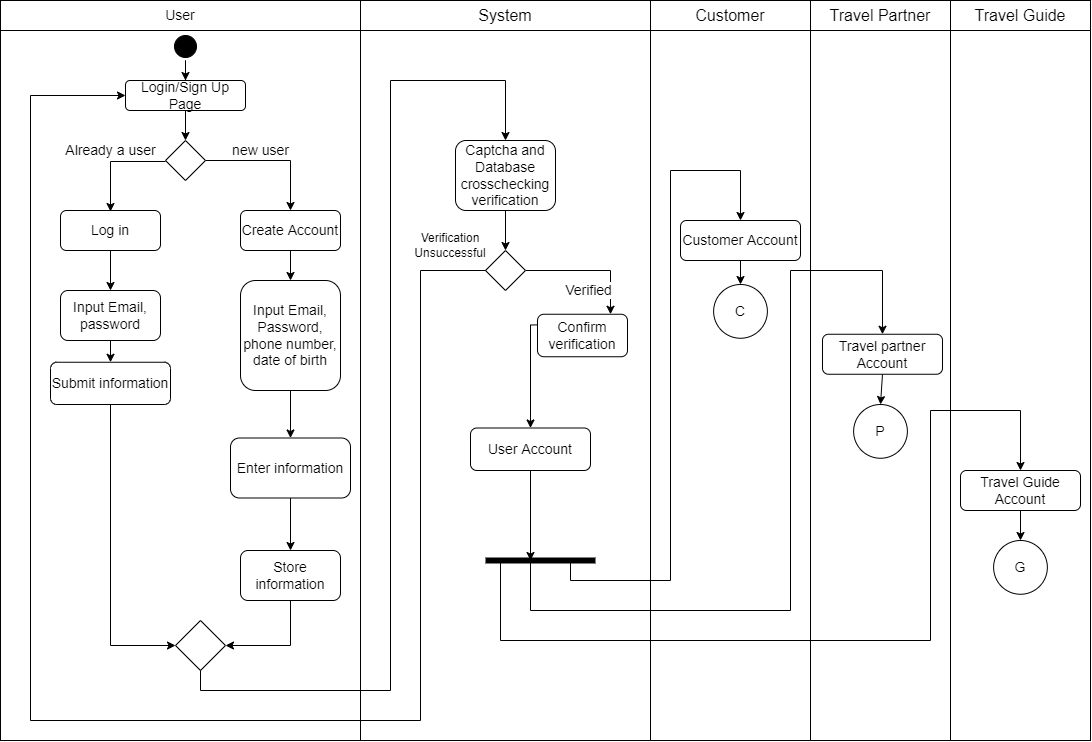 User
System
Customer
Travel Partner
Travel Guide
Login/Sign Up
Page
Already a user
new user
Log in
Create Account
Input Email,
password
Input Email,
Password,
phone number,
date of birth
Submit information
Enter information
Store
information
Captcha and
Database
crosschecking
verification
Verification
Unsuccessful
Verified
Confirm
verification
User Account
Customer Account
C
Travel partner
Account
P
Travel Guide
Account
G